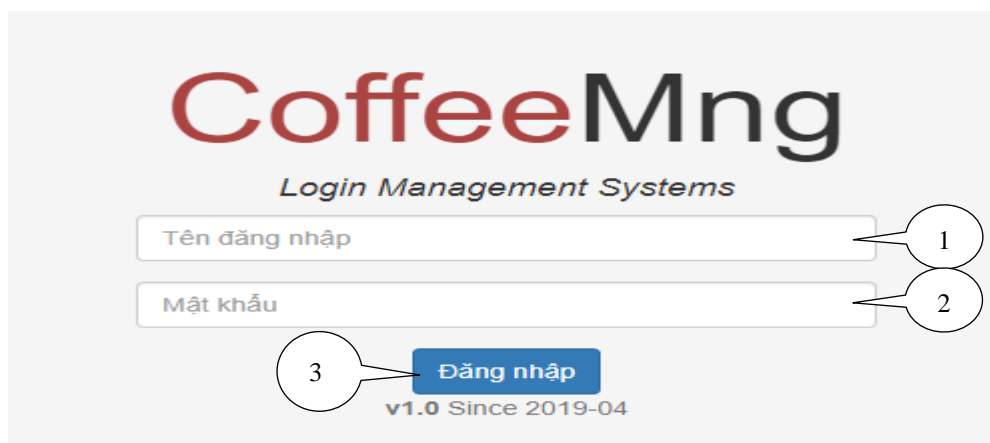 CoffeeMng
Login Management Systems
Tên đăng nhập
1
Mật khẩu
2
3
Đăng nhập
v1.0 Since 2019-04